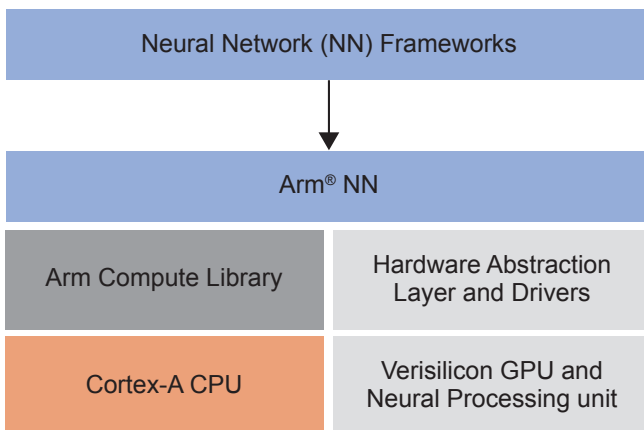 Neural Network (NN) Frameworks
Arm® NN
Arm Compute Library
Hardware Abstraction
Layer and Drivers
Cortex-A CPU
Verisilicon GPU and
Neural Processing unit